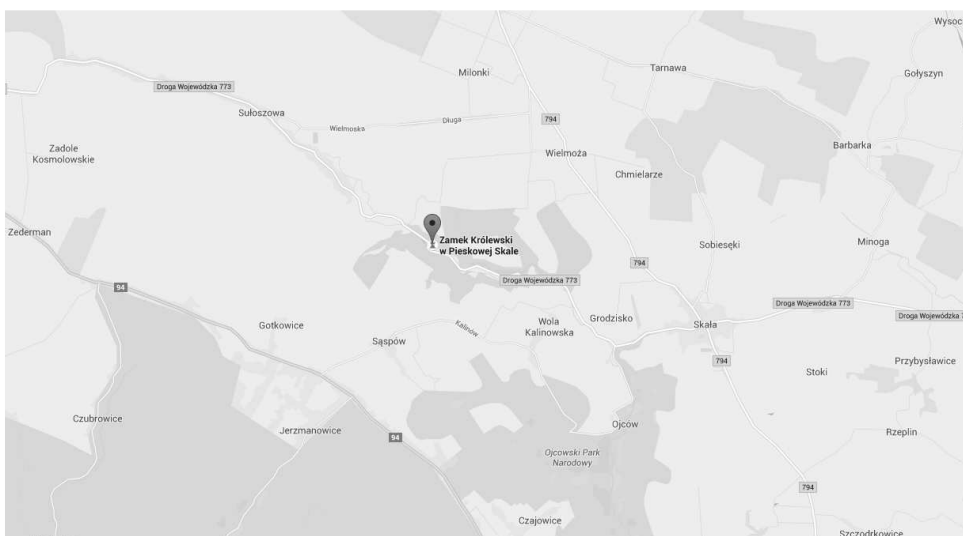 Wysoc
Milonki
Tarnawa
Gołyszyn
Droga Wojewódzka 773
Sułoszowa
Długa
794
Wielmoska
Zadole
Kosmolowskie
Wielmoża
Barbarka
Chmielarze
Zederman
Zamek Królewski
w Pieskowej Skale
Sobiesęki
Minoga
794
Droga Wojewódzka 773
94
Droga Wojewódzka 773
Droga Wojewódzka 7
Gotkowice
Kalinów
Wola
Kalinowska
Grodzisko
Skała
Sąspów
794
Przybysławice
Stoki
Czubrowice
Jerzmanowice
94
Ojców
Rzeplin
Ojcowski Park
Narodowy
794
Czajowice
Szczodrkowice